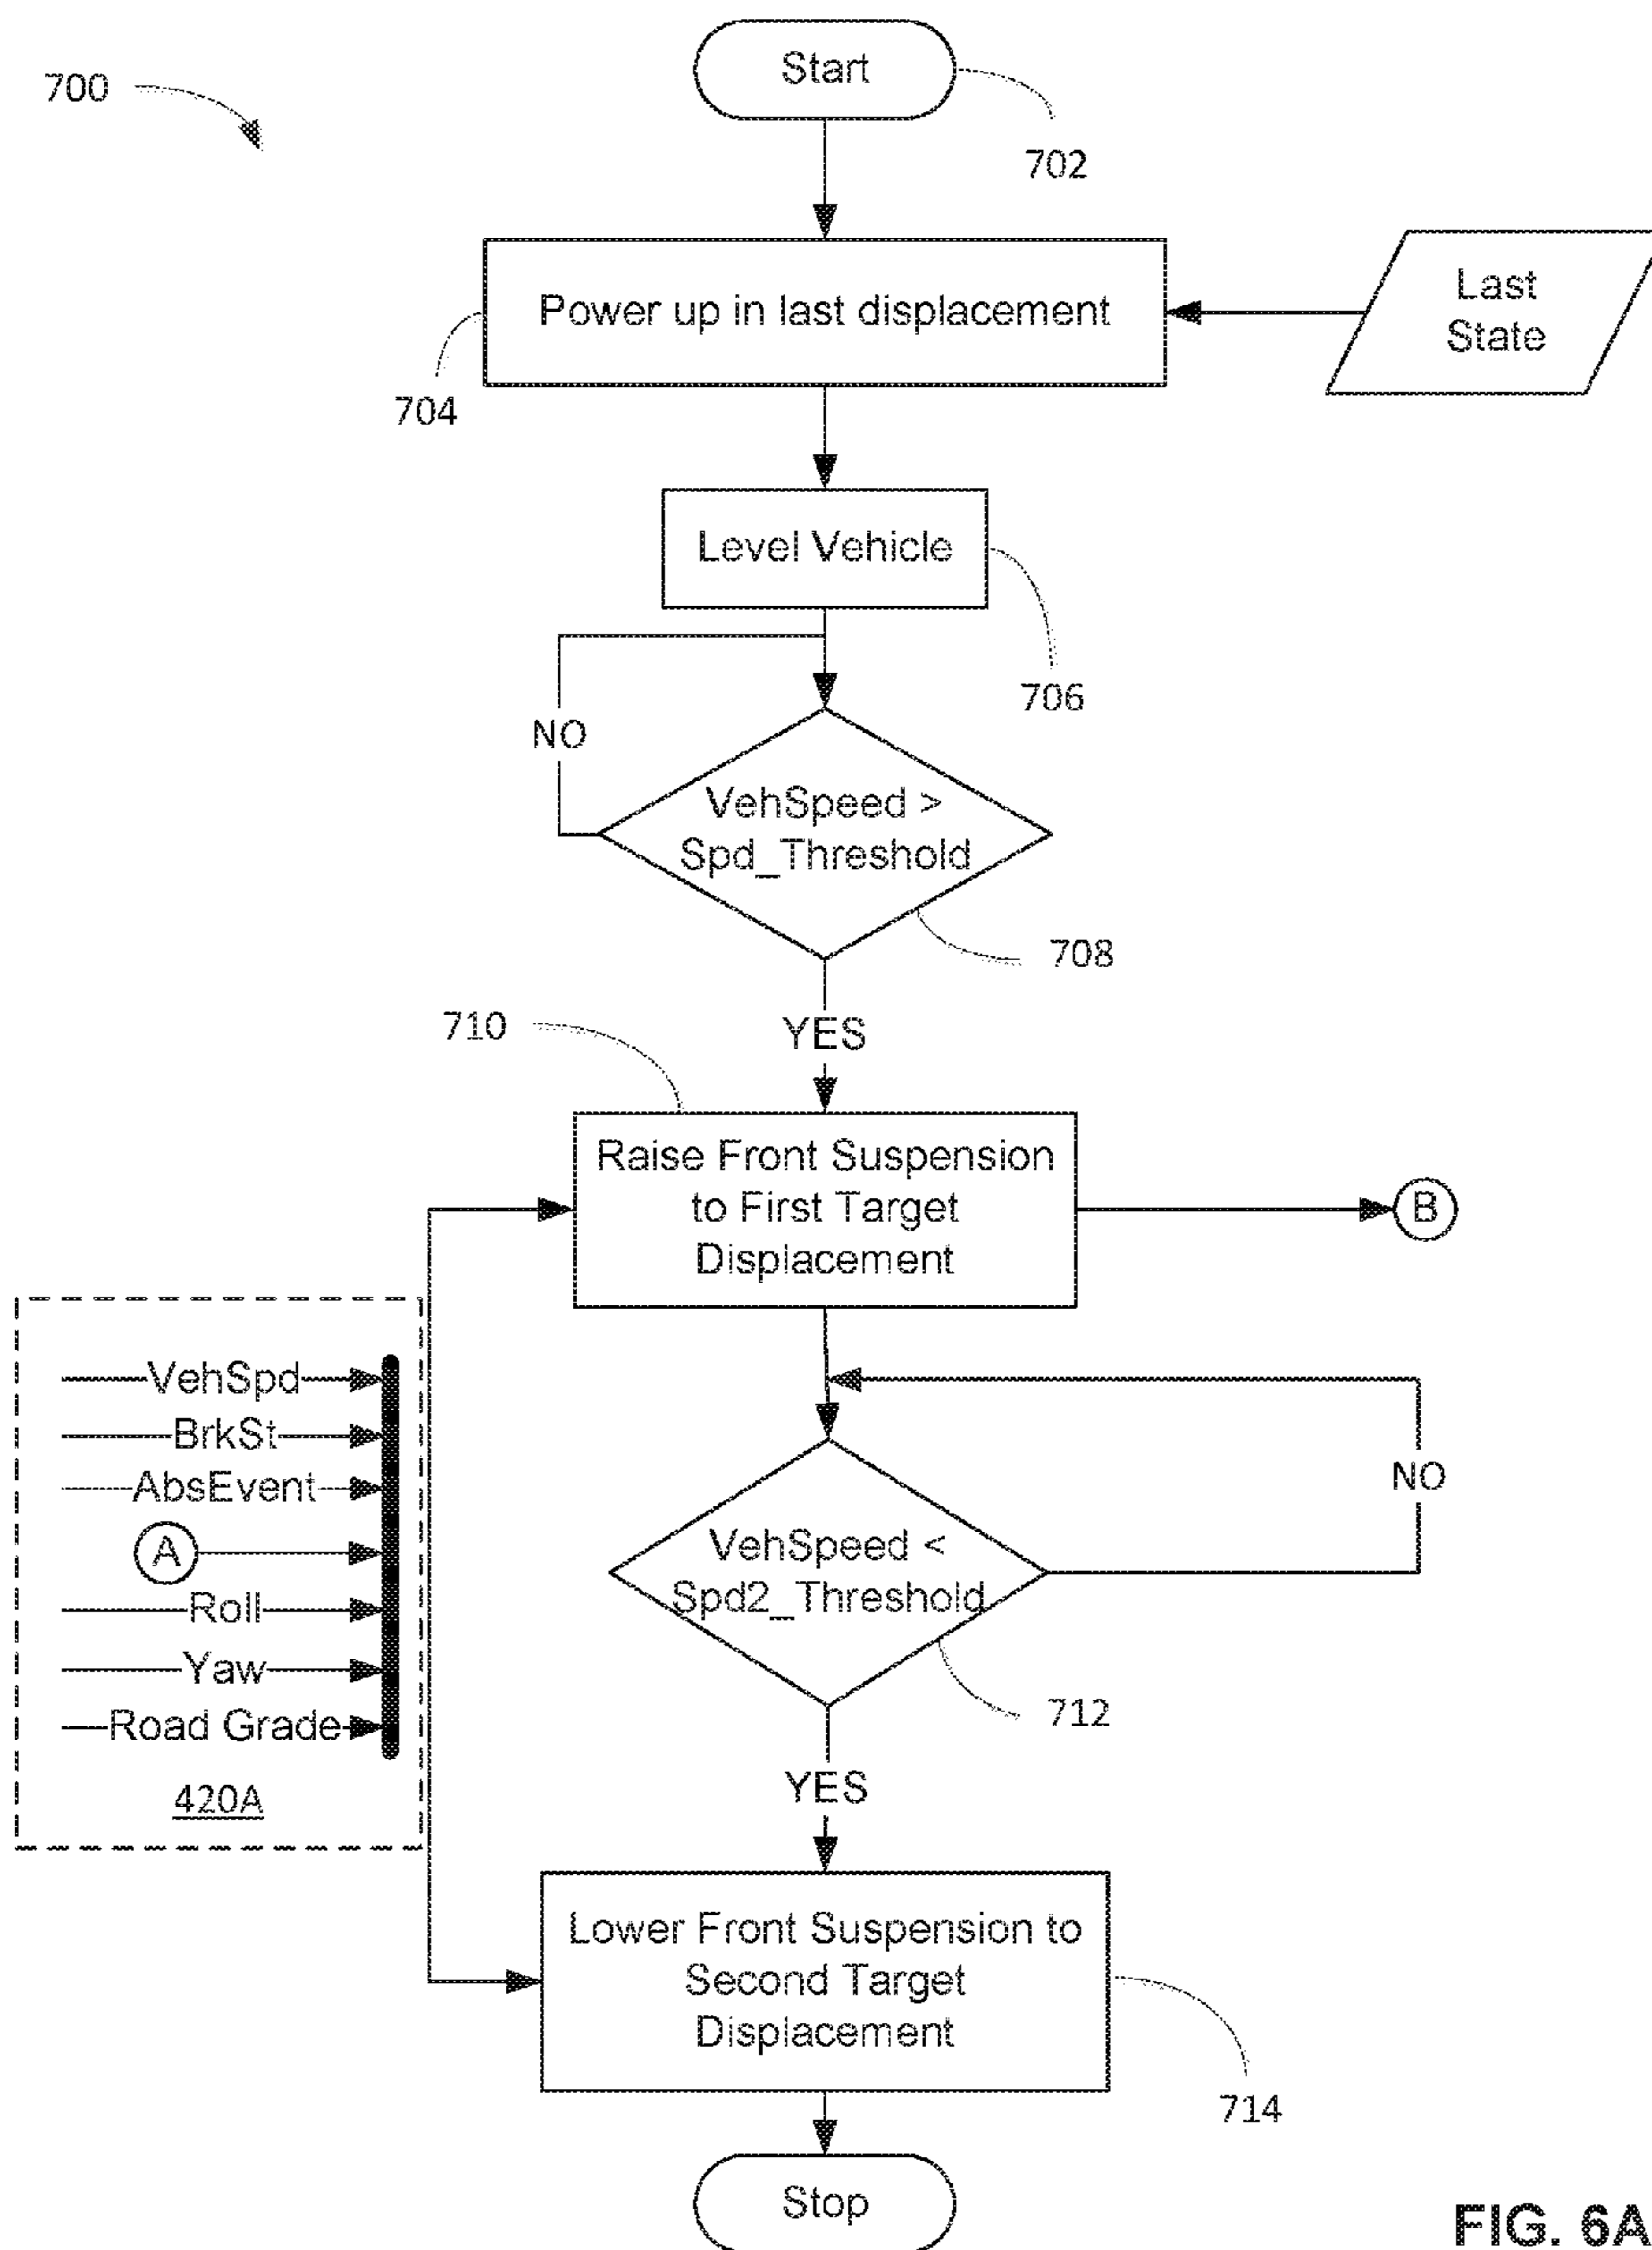 700
Start
702
Power up in last displacement
Last
State
704
Level Vehicle
706
NO
VehSpeed >
Spd_Threshold
708
YES
710
Raise Front Suspension
to First Target
Displacement
B
VehSpd
BrkSt
AbsEvent
A
Roll
Yaw
Road Grade
420A
NO
VehSpeed <
Spd2_Threshold
712
YES
Lower Front Suspension to
Second Target
Displacement
714
Stop
FIG. 6A